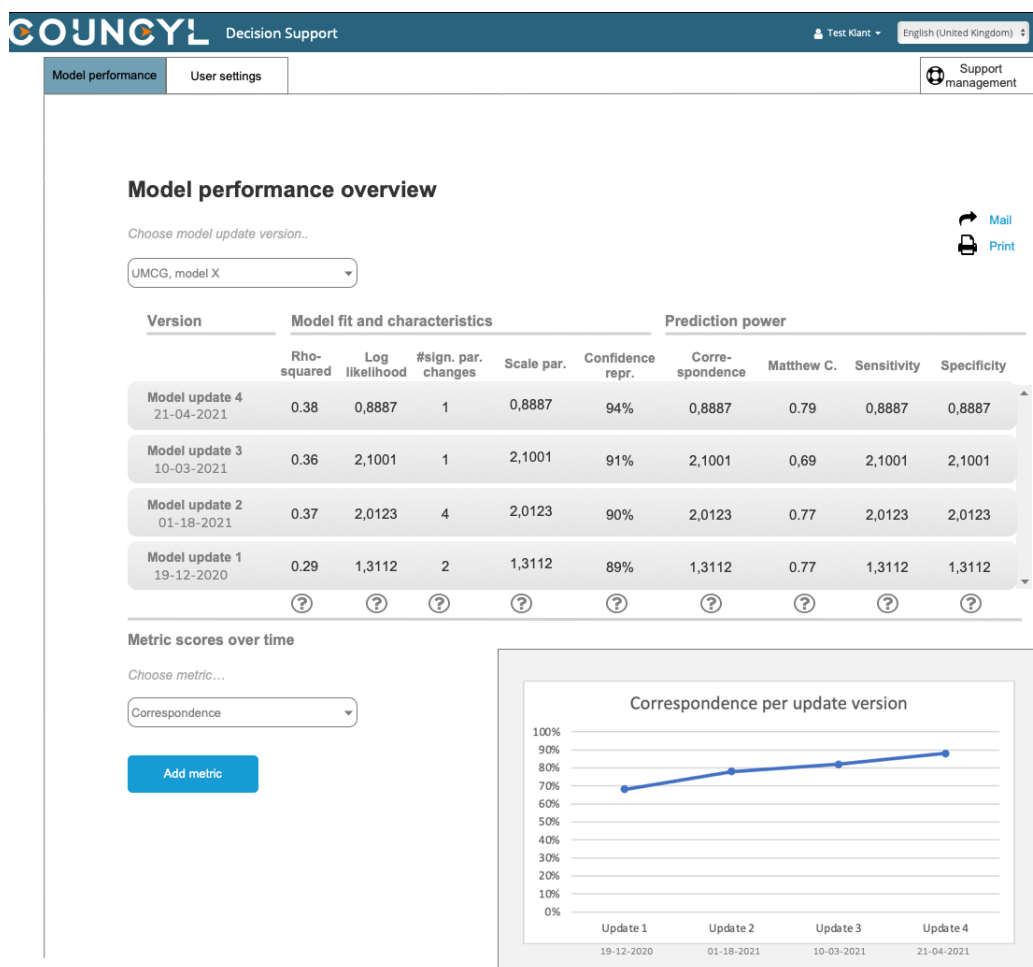 COUNCYL Decision Support
Test Klant
English (United Kingdom)
Model performance
User settings
Support
management
Model performance overview
Mail
Choose model update version..
Print
UMCG, model X
Version Model fit and characteristics Prediction power
Rho-
squared
Log
likelihood
#sign. par.
changes
Scale par.
Confidence
repr.
Corre-
spondence
Matthew C.
Sensitivity
Specificity
Model update 4
21-04-2021
0.38 0,8887 1 0,8887 94% 0,8887 0.79 0,8887 0,8887
Model update 3
10-03-2021
0.36 2,1001 1 2,1001 91% 2,1001 0,69 2,1001 2,1001
Model update 2
01-18-2021
0.37 2,0123 4 2,0123 90% 2,0123 0.77 2,0123 2,0123
Model update 1
19-12-2020
0.29 1,3112 2 1,3112 89% 1,3112 0.77 1,3112 1,3112
? ? ? ? ? ? ? ? ?
Metric scores over time
Choose metric...
Correspondence
Add metric
Correspondence per update version
100%
90%
80%
70%
60%
50%
40%
30%
20%
10%
0%
Update 1 Update 2 Update 3 Update 4
19-12-2020 01-18-2021 10-03-2021 21-04-2021